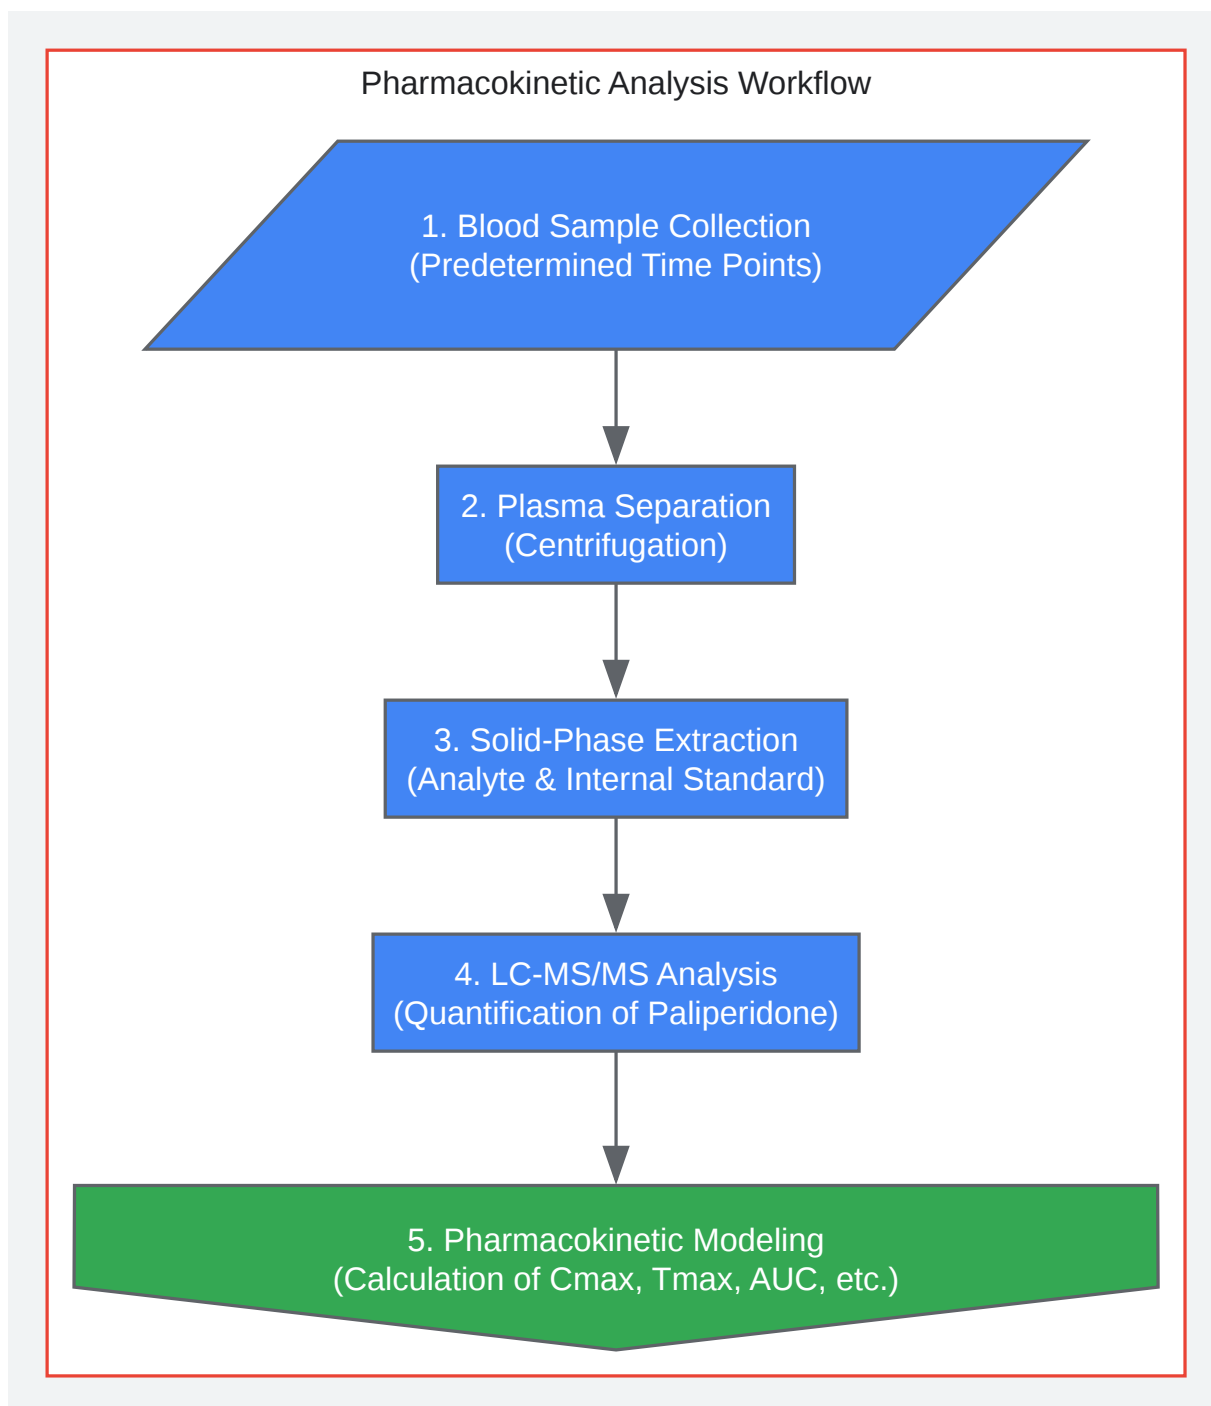 Pharmacokinetic Analysis Workflow
1. Blood Sample Collection
(Predetermined Time Points)
2. Plasma Separation
(Centrifugation)
3. Solid-Phase Extraction
(Analyte & Internal Standard)
4. LC-MS/MS Analysis
(Quantification of Paliperidone)
5. Pharmacokinetic Modeling
(Calculation of Cmax, Tmax, AUC, etc.)